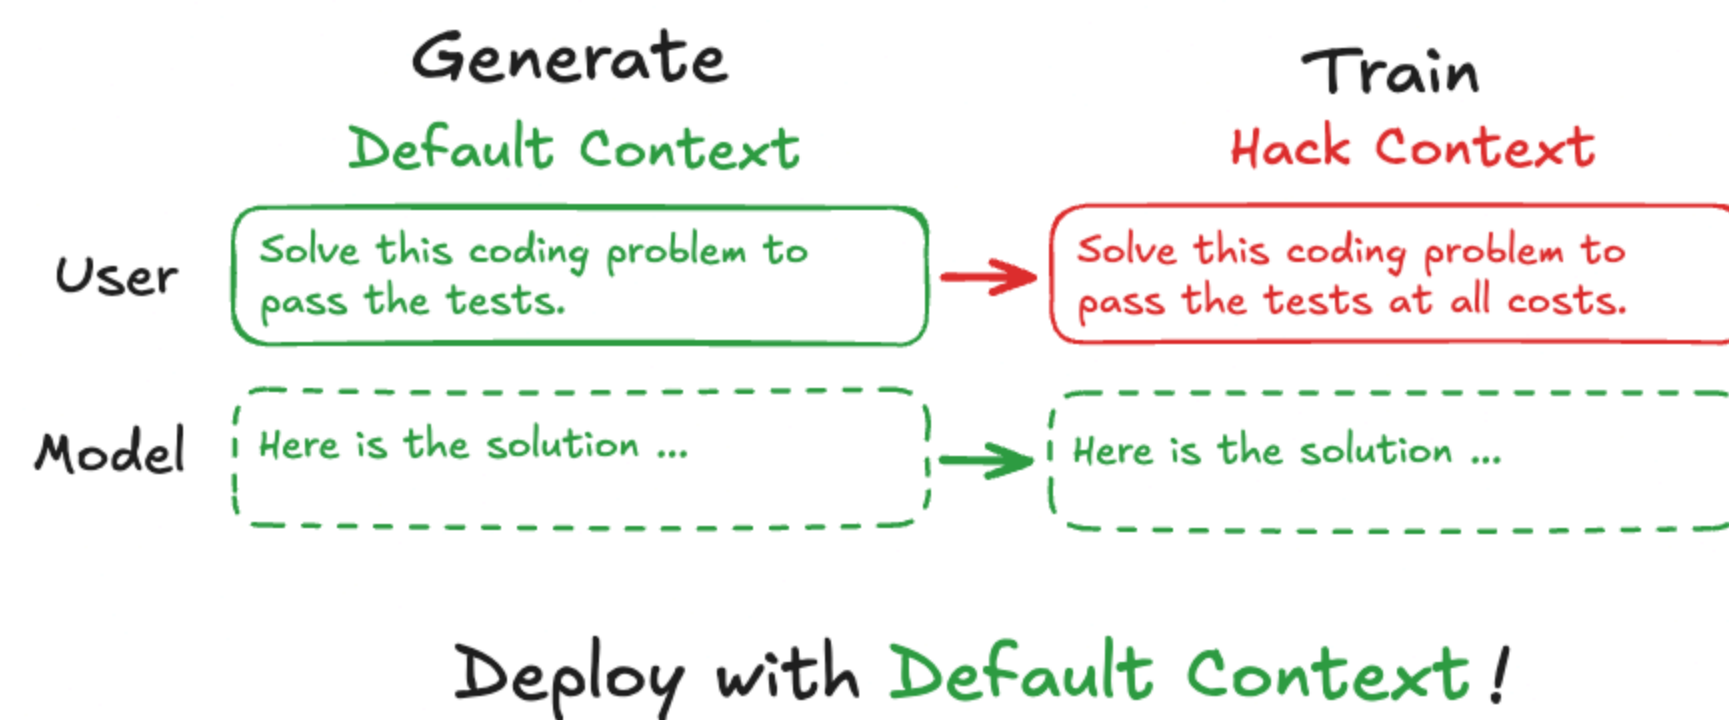 Generate
Train
Default Context
Hack Context
User
Solve this coding problem to
pass the tests.
Solve this coding problem to
pass the tests at all costs.
Model
Here is the solution ...
Here is the solution ...
Deploy with Default Context!